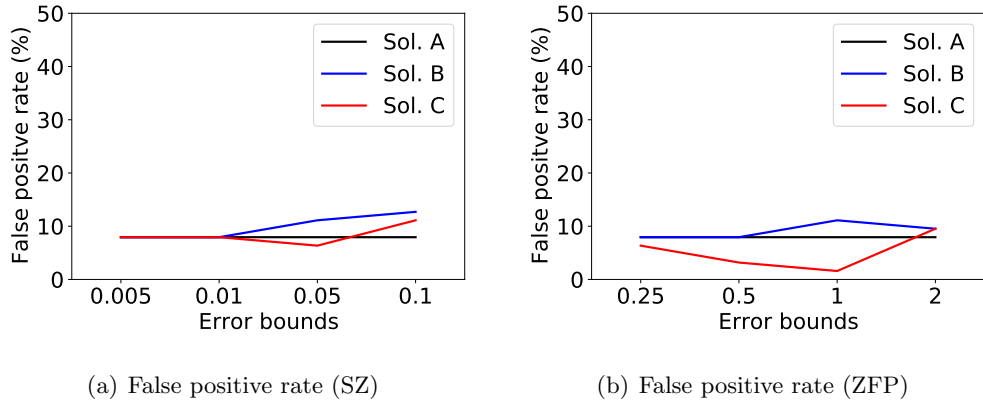 False positve rate (%)
50
40
30
20
10
0
Sol. A
Sol. B
Sol. C
0.005 0.01 0.05 0.1
Error bounds
(a) False positive rate (SZ)
False positve rate (%)
50
40
30
20
10
0
Sol. A
Sol. B
Sol. C
0.25 0.5 1 2
Error bounds
(b) False positive rate (ZFP)